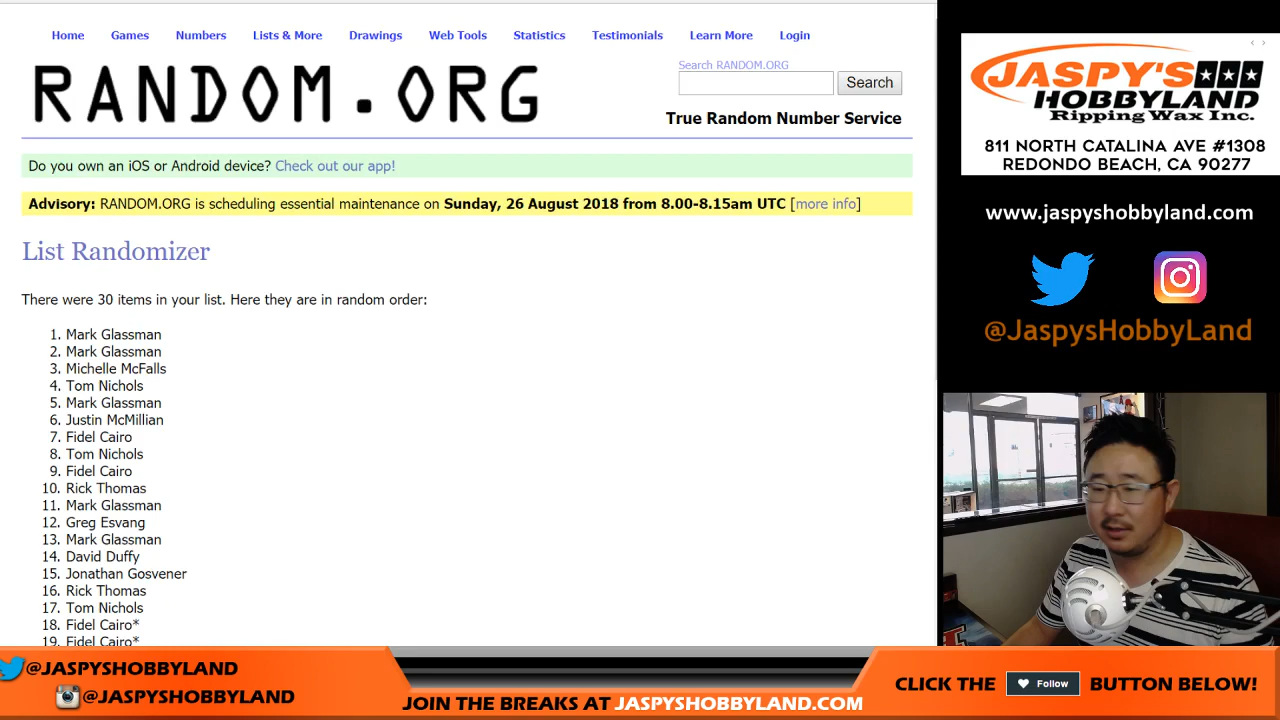 Home Games Numbers Lists & More Drawings Web Tools Statistics Testimonials Learn More Login
RANDOM.ORG
Search RANDOM.ORG
Search
True Random Number Service
Do you own an iOS or Android device? Check out our app!
Advisory: RANDOM.ORG is scheduling essential maintenance on Sunday, 26 August 2018 from 8.00-8.15am UTC [more info]
List Randomizer
There were 30 items in your list. Here they are in random order:
1. Mark Glassman
2. Mark Glassman
3. Michelle McFalls
4. Tom Nichols
5. Mark Glassman
6. Justin McMillian
7. Fidel Cairo
8. Tom Nichols
9. Fidel Cairo
10. Rick Thomas
11. Mark Glassman
12. Greg Esvang
13. Mark Glassman
14. David Duffy
15. Jonathan Gosvener
16. Rick Thomas
17. Tom Nichols
18. Fidel Cairo*
19. Fidel Cairo*
JASPY'S
HOBBYLAND
Ripping Wax Inc.
811 NORTH CATALINA AVE #1308
REDONDO BEACH, CA 90277
www.jaspyshobbyland.com
@JaspysHobbyLand
@JASPYSHOBBYLAND
@JASPYSHOBBYLAND
JOIN THE BREAKS AT JASPYSHOBBYLAND.COM
CLICK THE Follow BUTTON BELOW!